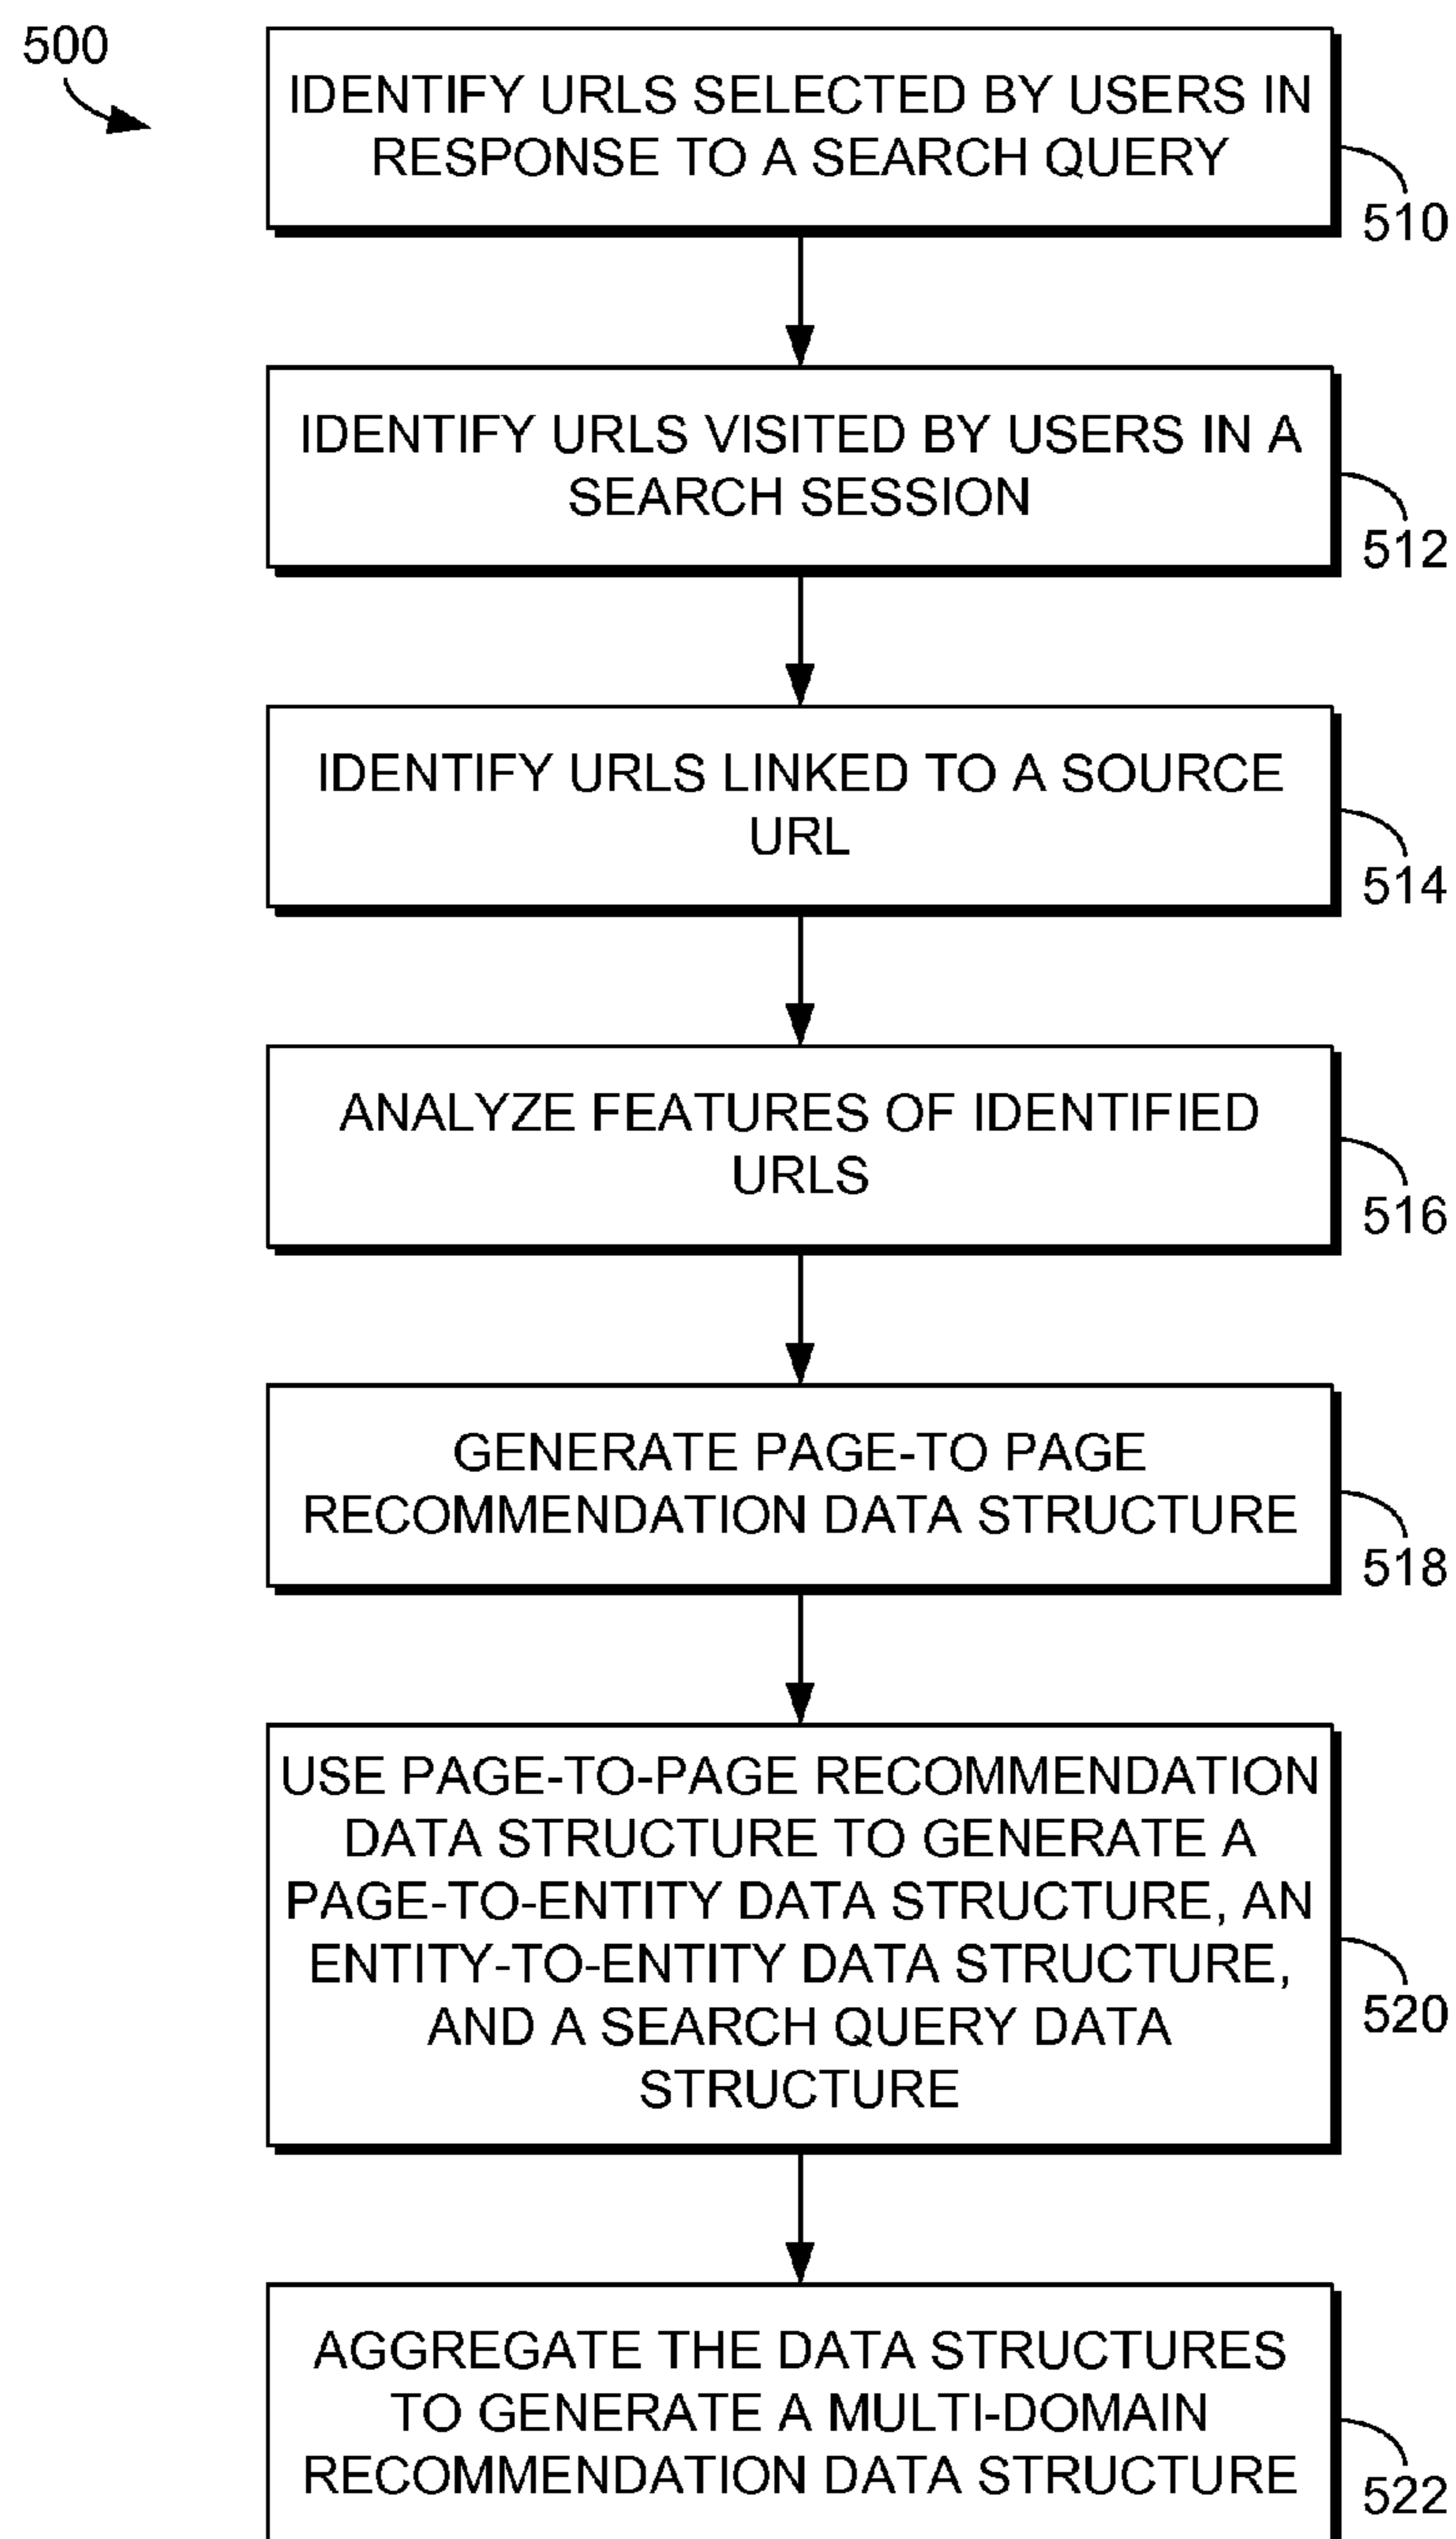 500
IDENTIFY URLS SELECTED BY USERS IN
RESPONSE TO A SEARCH QUERY
510
IDENTIFY URLS VISITED BY USERS IN A
SEARCH SESSION
512
IDENTIFY URLS LINKED TO A SOURCE
URL
514
ANALYZE FEATURES OF IDENTIFIED
URLS
516
GENERATE PAGE-TO PAGE
RECOMMENDATION DATA STRUCTURE
518
USE PAGE-TO-PAGE RECOMMENDATION
DATA STRUCTURE TO GENERATE A
PAGE-TO-ENTITY DATA STRUCTURE, AN
ENTITY-TO-ENTITY DATA STRUCTURE,
AND A SEARCH QUERY DATA
STRUCTURE
520
AGGREGATE THE DATA STRUCTURES
TO GENERATE A MULTI-DOMAIN
RECOMMENDATION DATA STRUCTURE
522